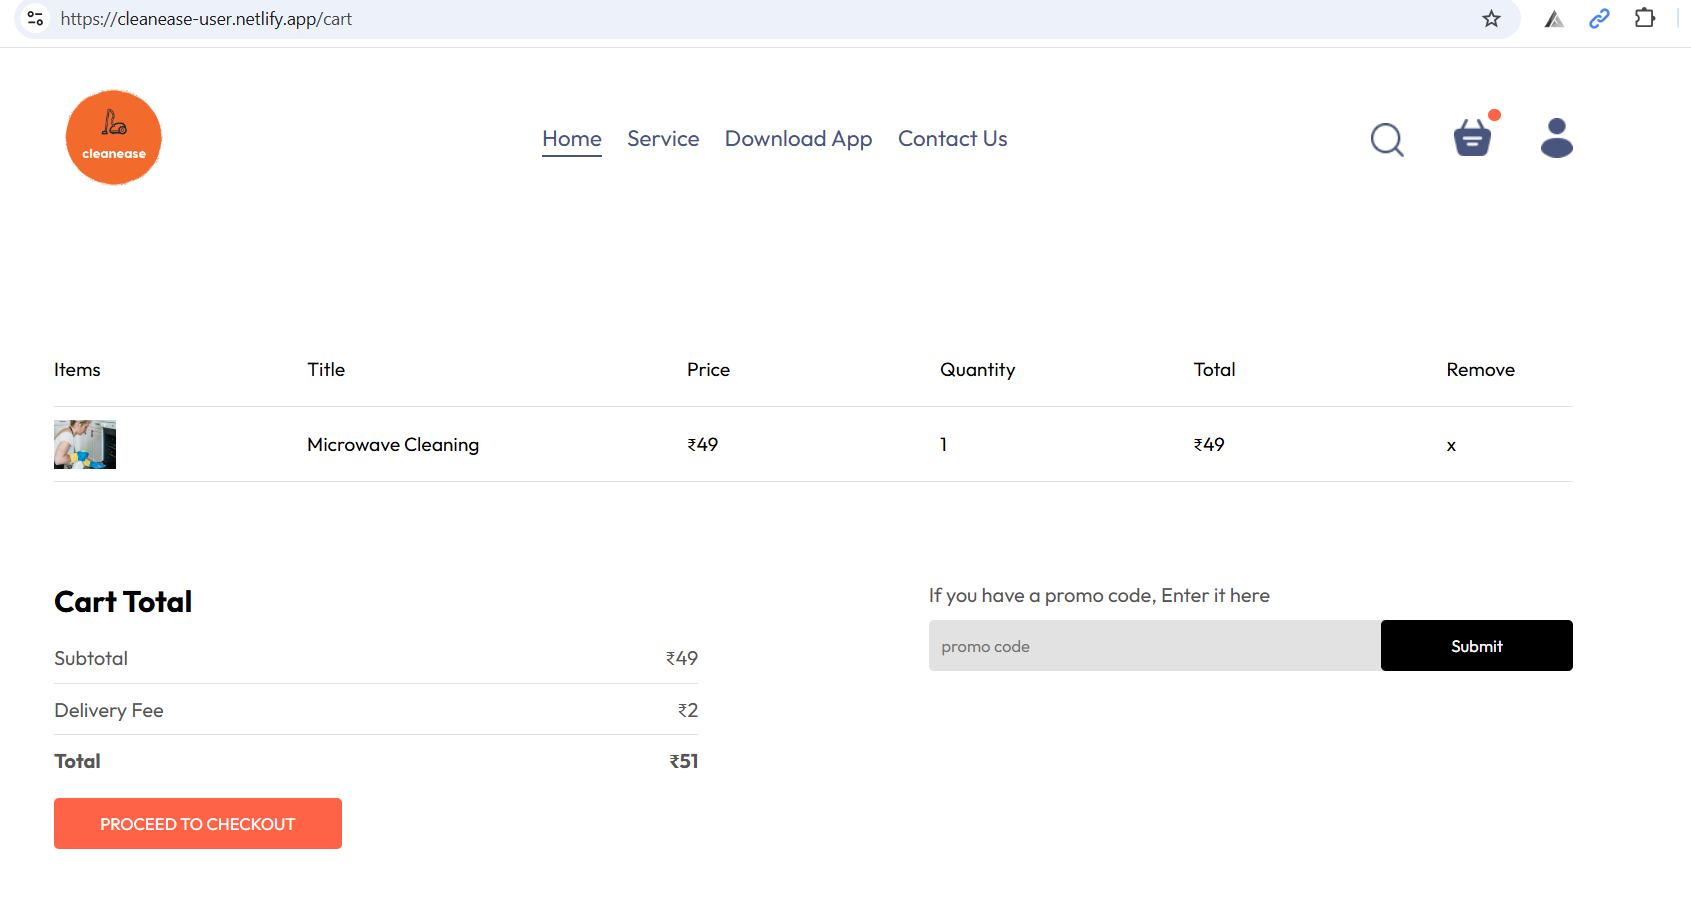 https://cleanease-user.netlify.app/cart
cleanease
Home Service Download App Contact Us
Items Title Price Quantity Total Remove
Microwave Cleaning ₹49 1 ₹49 x
Cart Total
Subtotal ₹49
Delivery Fee ₹2
Total ₹51
PROCEED TO CHECKOUT
If you have a promo code, Enter it here
promo code Submit